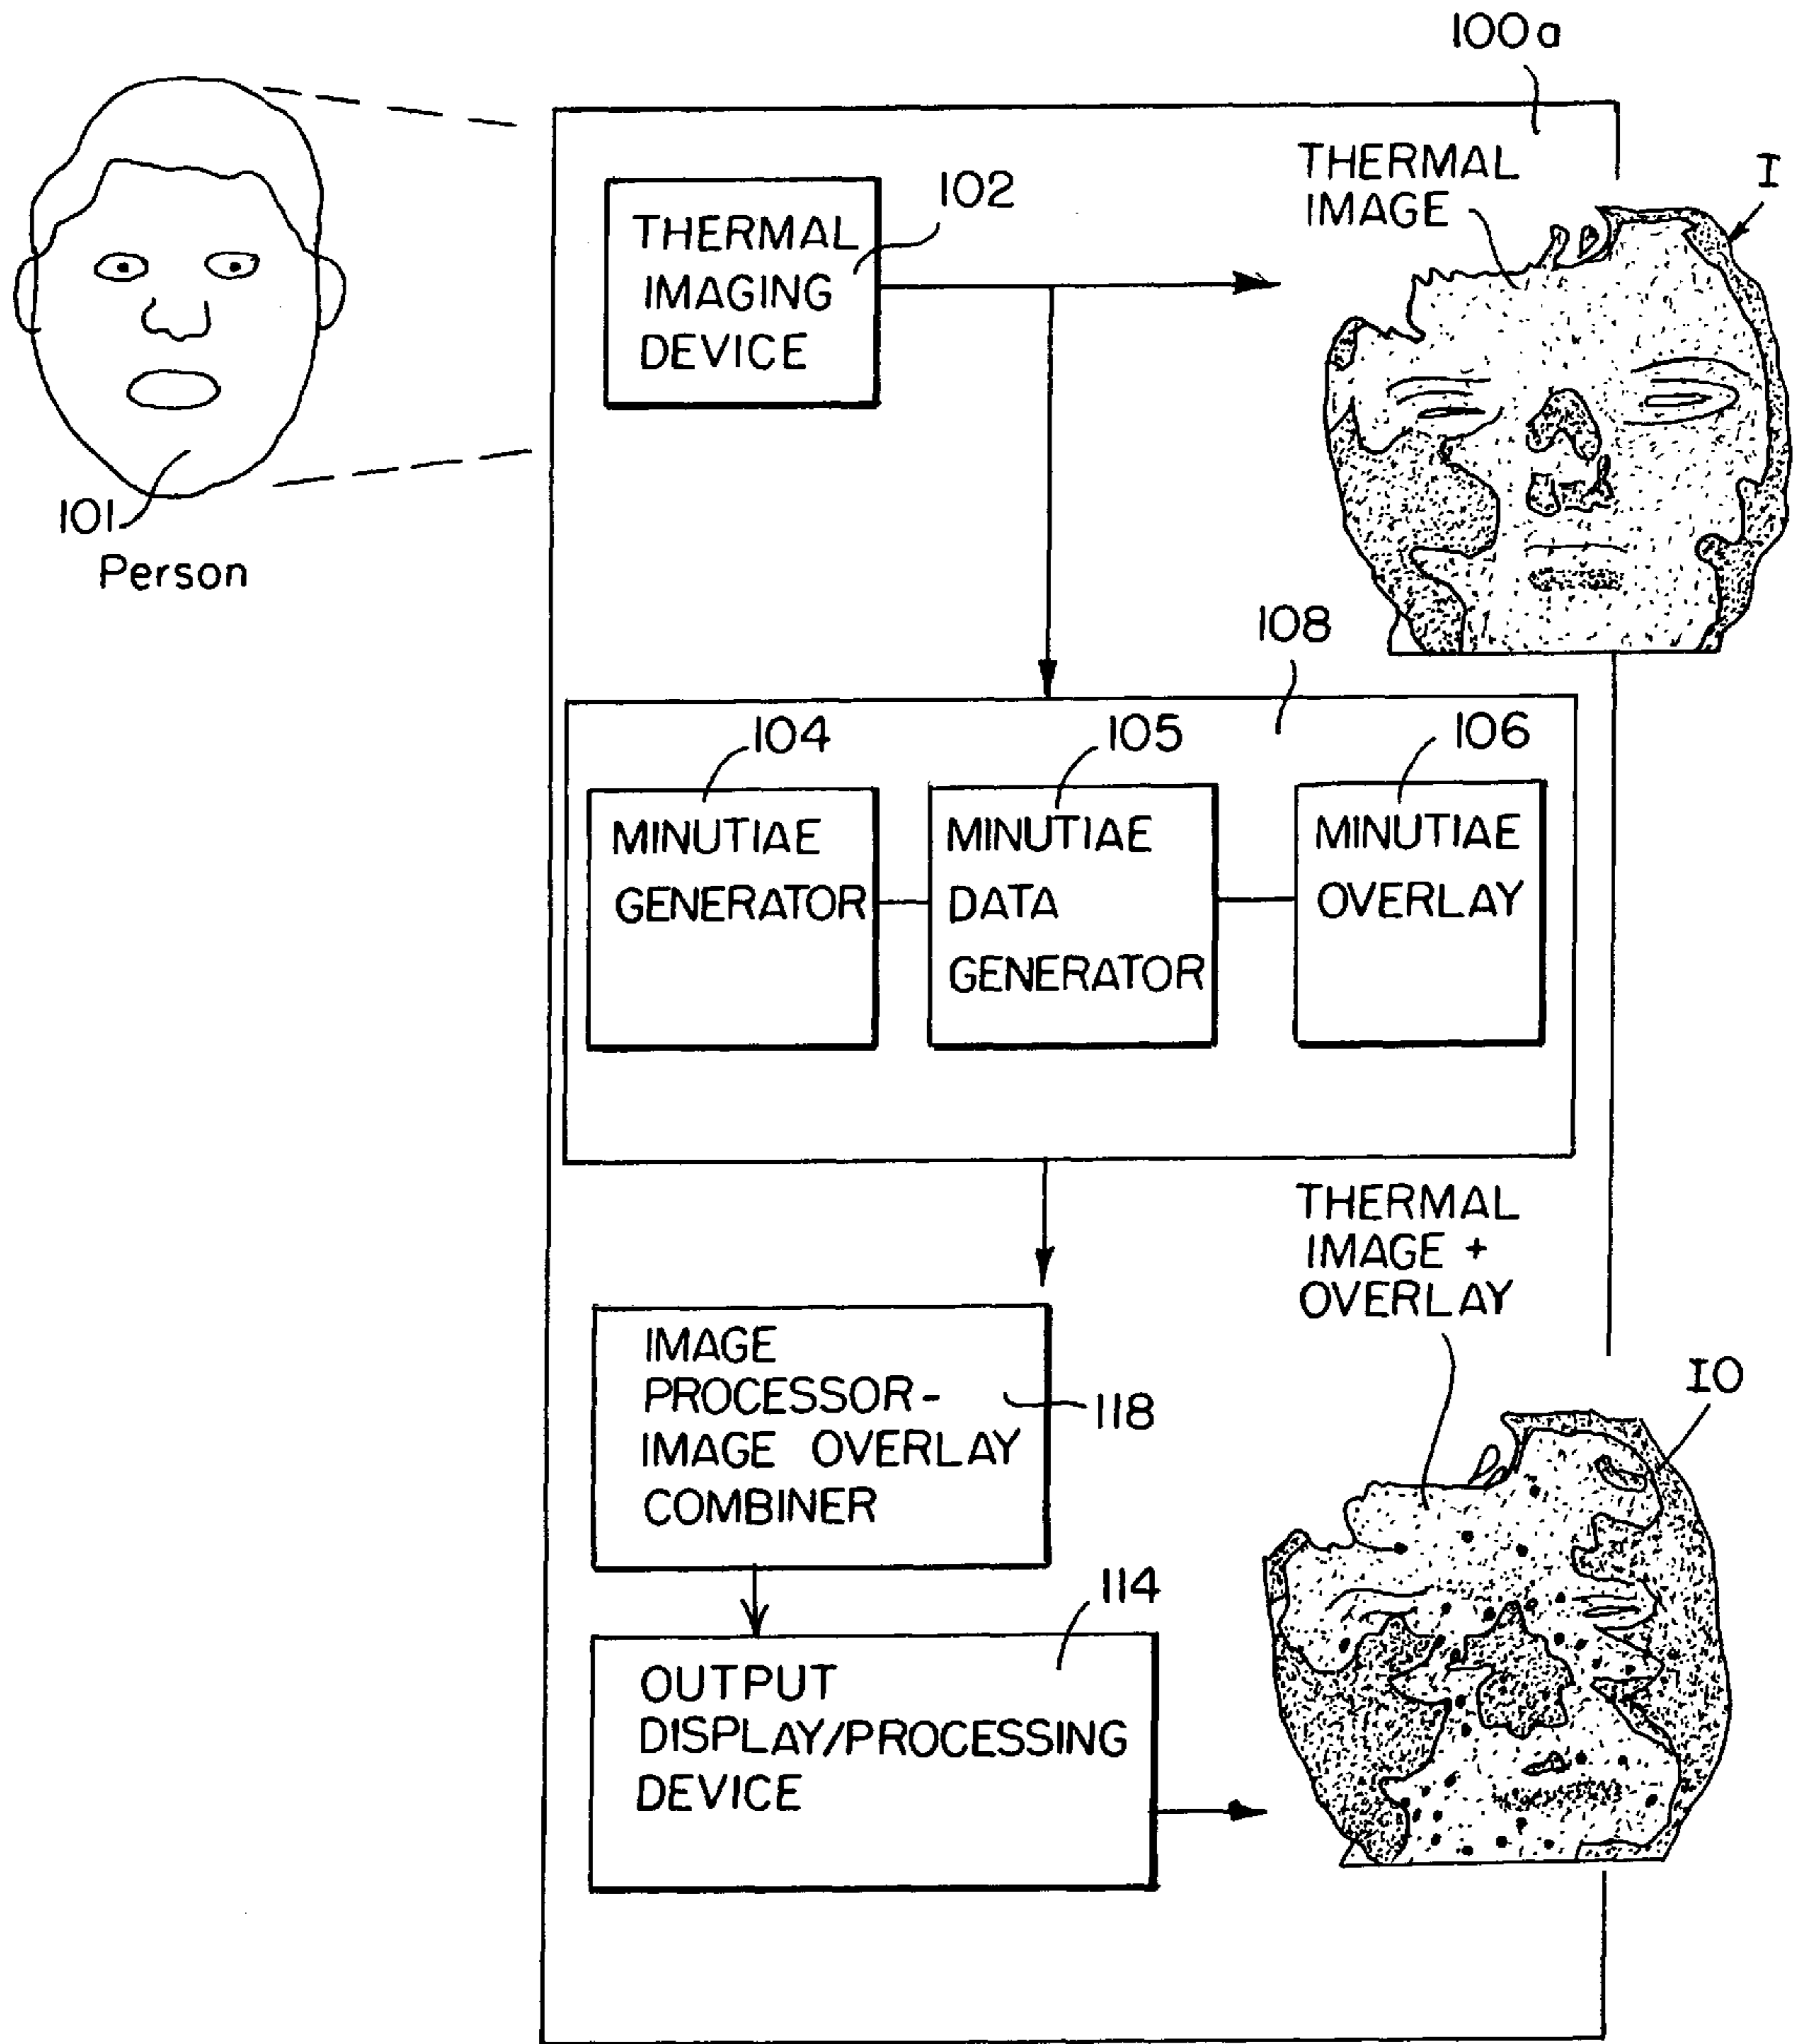 100a
THERMAL
IMAGE
I
102
THERMAL
IMAGING
DEVICE
101
Person
108
104
105
106
MINUTIAE
GENERATOR
MINUTIAE
DATA
GENERATOR
MINUTIAE
OVERLAY
THERMAL
IMAGE +
OVERLAY
IO
IMAGE
PROCESSOR-
IMAGE OVERLAY
COMBINER
118
114
OUTPUT
DISPLAY/PROCESSING
DEVICE